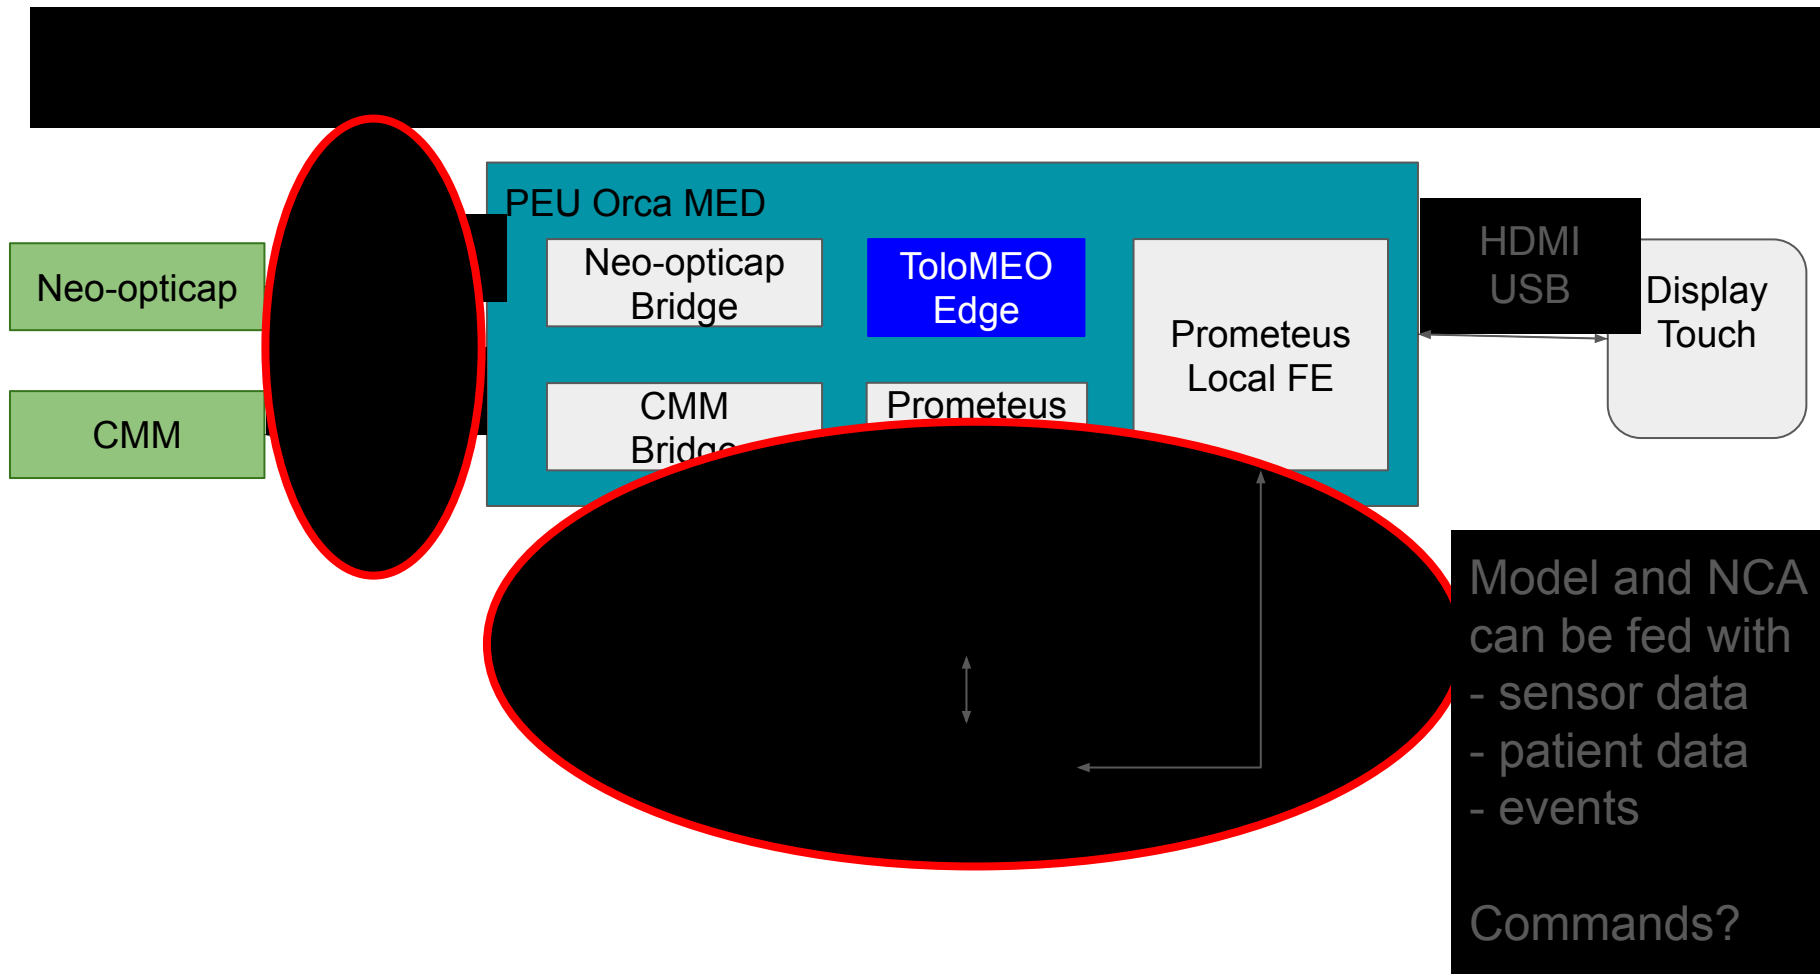 PEU Orca MED
Neo-opticap
CMM
Neo-opticap
Bridge
CMM
Bridge
ToloMEO
Edge
Prometeus
Prometeus
Local FE
HDMI
USB
Display
Touch
Model and NCA
can be fed with
- sensor data
- patient data
- events
Commands?